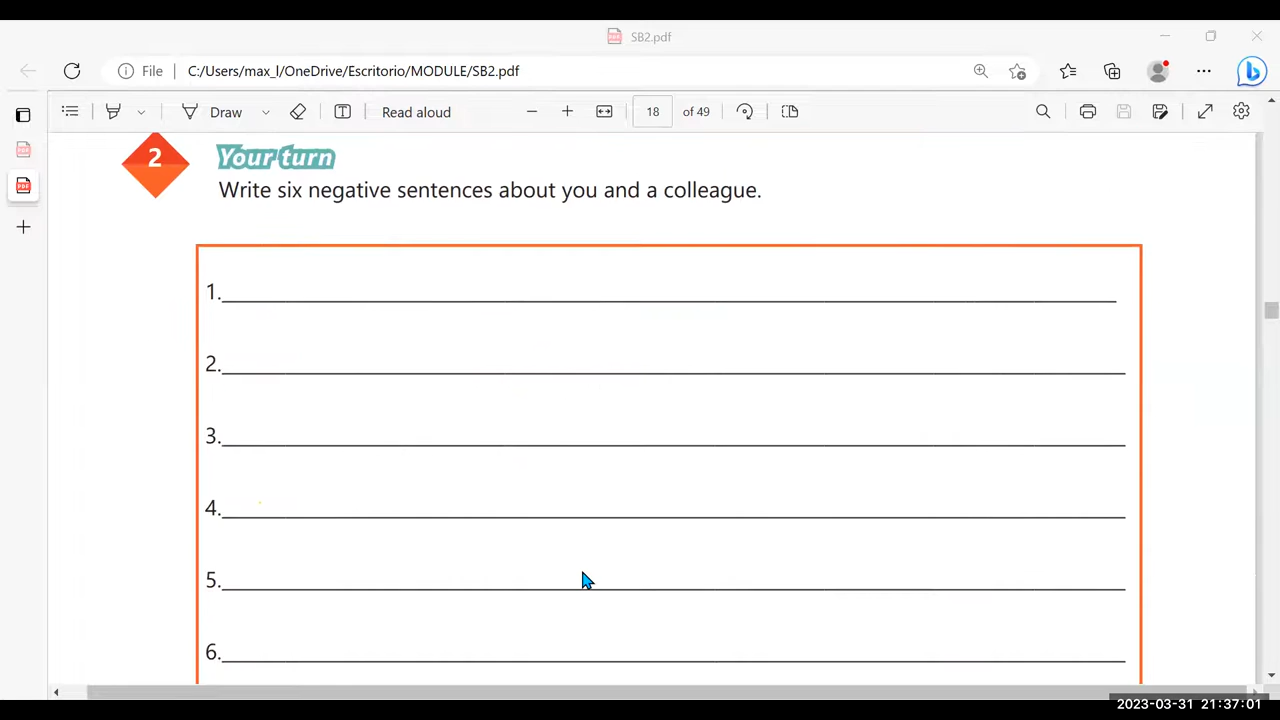 SB2.pdf
File
C:/Users/max_l/OneDrive/Escritorio/MODULE/SB2.pdf
Draw
Read aloud
18
of 49
2
Your turn
Write six negative sentences about you and a colleague.
1.
2.
3.
4.
5.
6.
2023-03-31 21:37:01